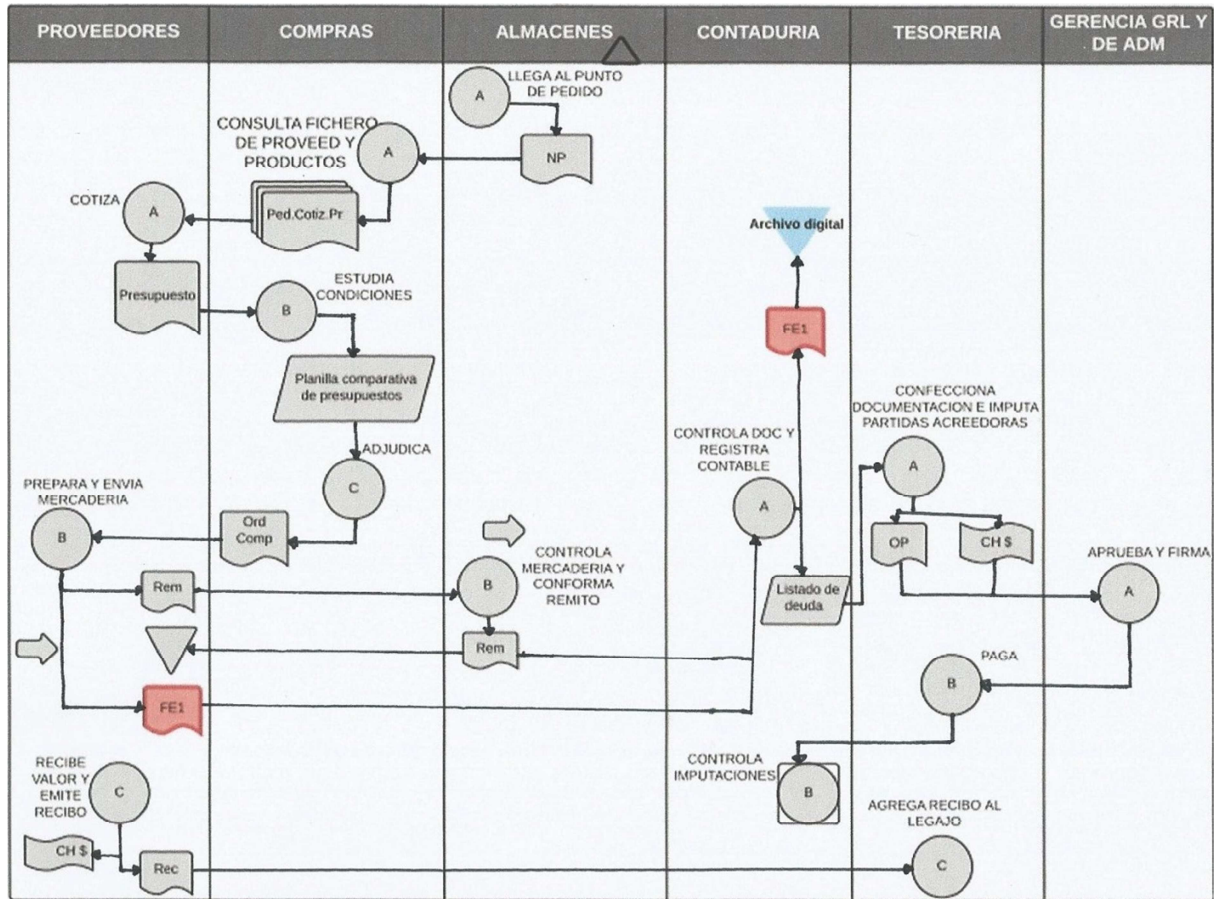 PROVEEDORES
COMPRAS
ALMACENES
CONTADURIA
TESORERIA
GERENCIA GRL Y
DE ADM
A
LLEGA AL PUNTO
DE PEDIDO
NP
CONSULTA FICHERO
DE PROVEED Y
PRODUCTOS
A
Ped.Cotiz.Pr
COTIZA
A
Presupuesto
B
ESTUDIA
CONDICIONES
Planilla comparativa
de presupuestos
ADJUDICA
C
Ord
Comp
PREPARA Y ENVIA
MERCADERIA
B
Rem
B
CONTROLA
MERCADERIA Y
CONFORMA
REMITO
Rem
FE1
Archivo digital
FE1
CONTROLA DOC Y
REGISTRA
CONTABLE
A
Listado de
deuda
CONFECCIONA
DOCUMENTACION E IMPUTA
PARTIDAS ACREEDORAS
A
OP
CH $
APRUEBA Y FIRMA
A
PAGA
B
CONTROLA
IMPUTACIONES
B
RECIBE
VALOR Y
EMITE
RECIBO
C
CH $
Rec
AGREGA RECIBO AL
LEGAJO
C